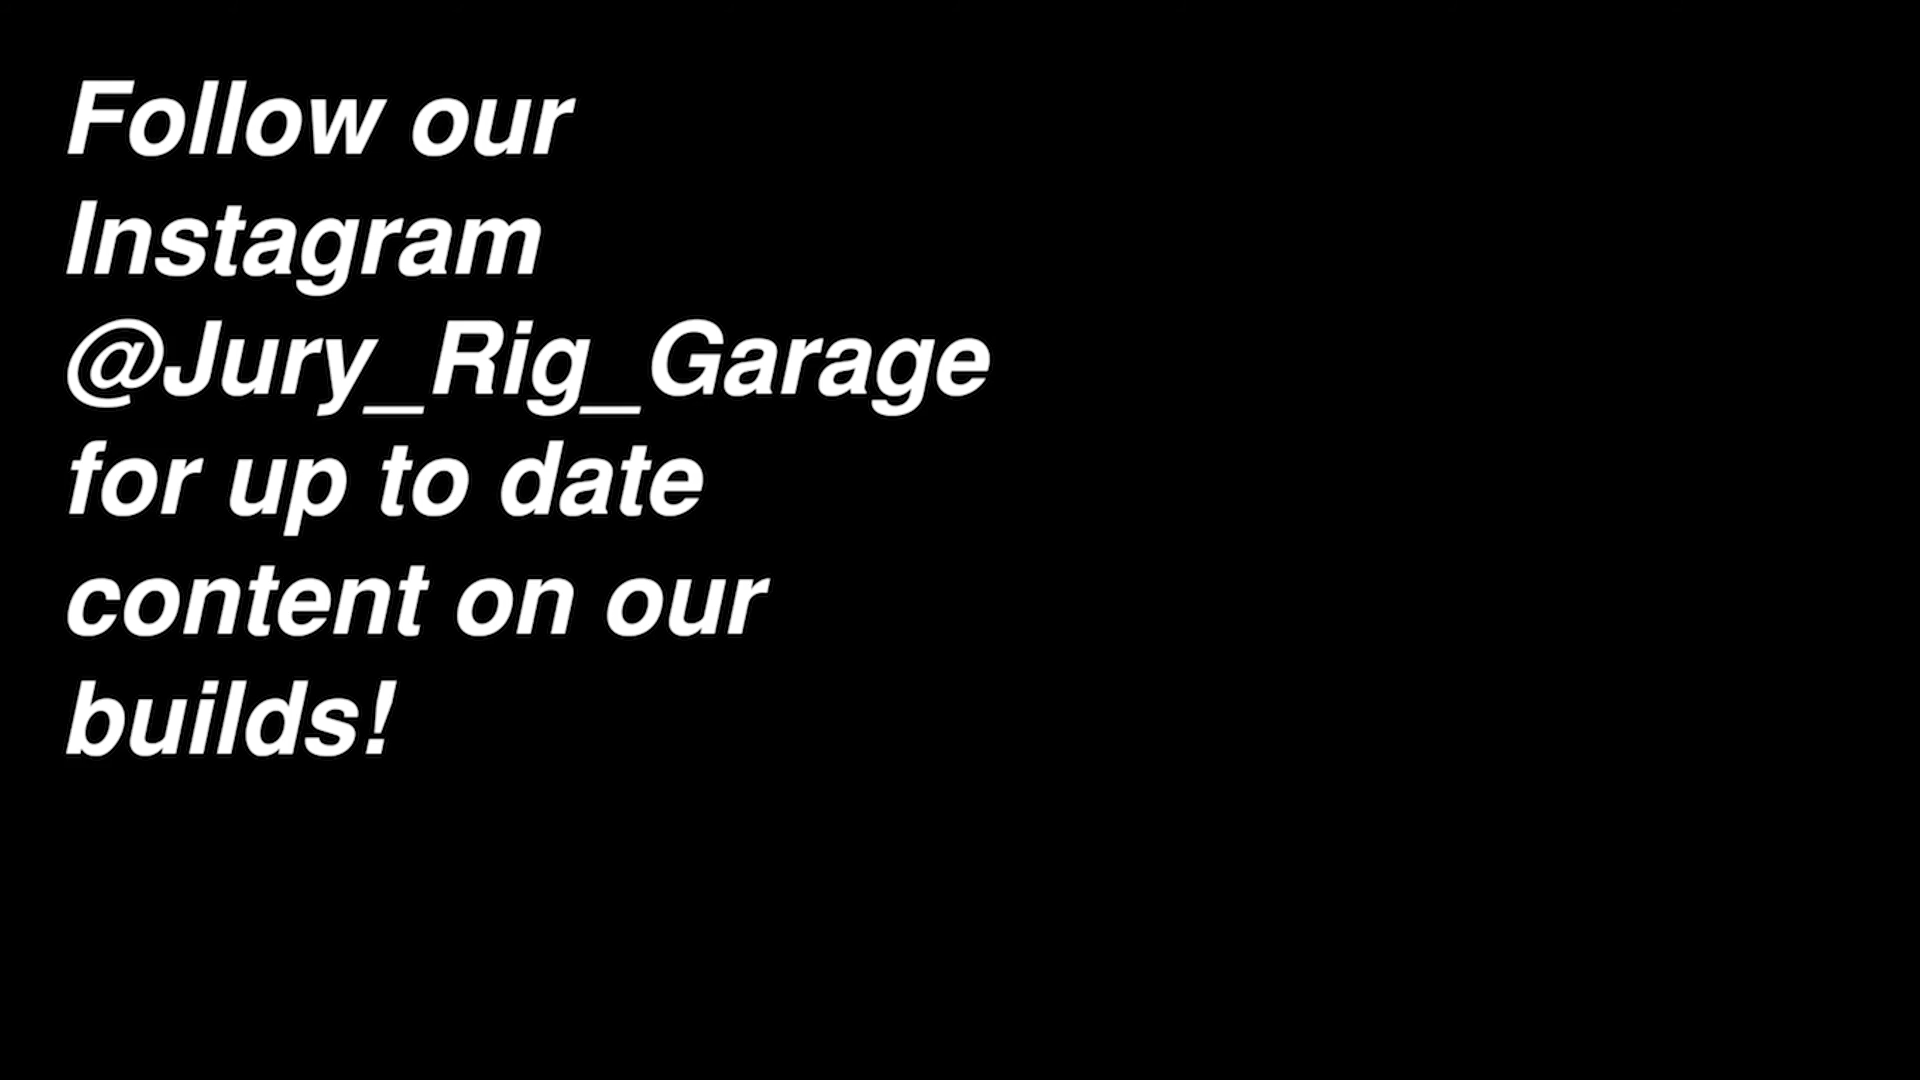 Follow our
Instagram
@Jury_Rig_Garage
for up to date
content on our
builds!